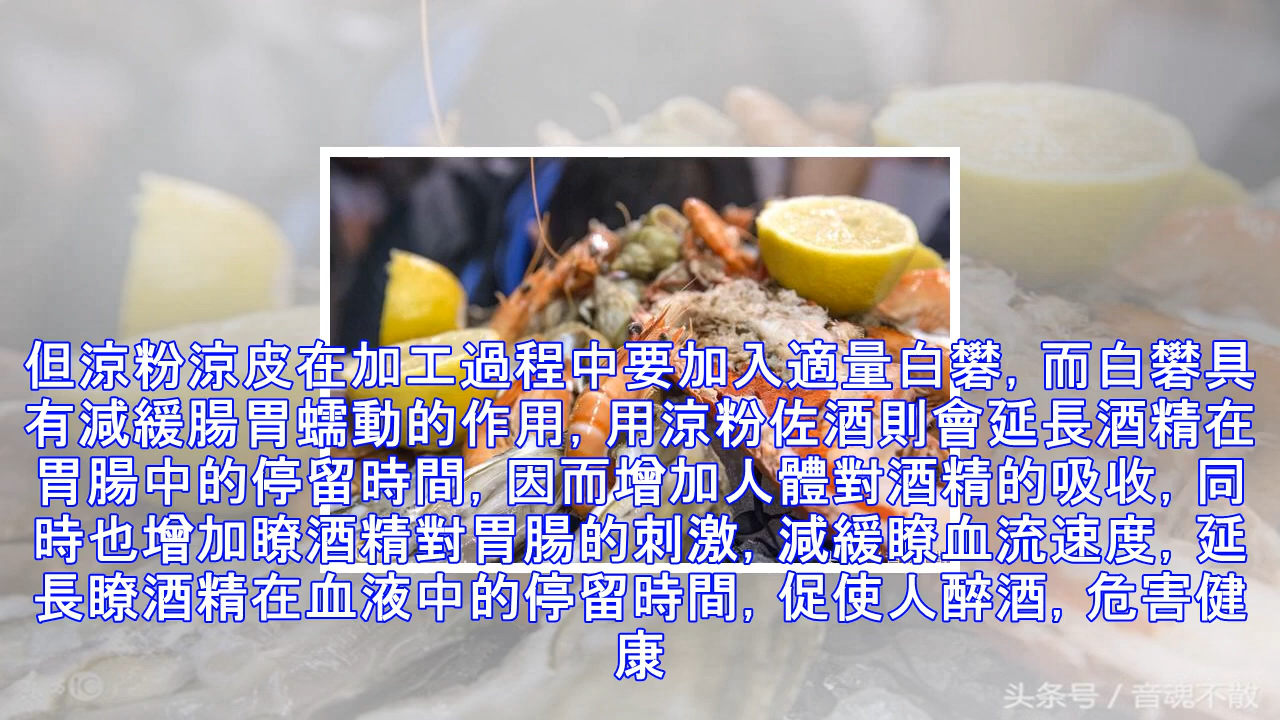 但涼粉涼皮在加工過程中要加入適量白礬, 而白礬具
有減緩腸胃蠕動的作用, 用涼粉佐酒則會延長酒精在
胃腸中的停留時間, 因而增加人體對酒精的吸收, 同
時也增加瞭酒精對胃腸的刺激, 減緩瞭血流速度, 延
長瞭酒精在血液中的停留時間, 促使人醉酒, 危害健
康
头条号 / 音魂不散